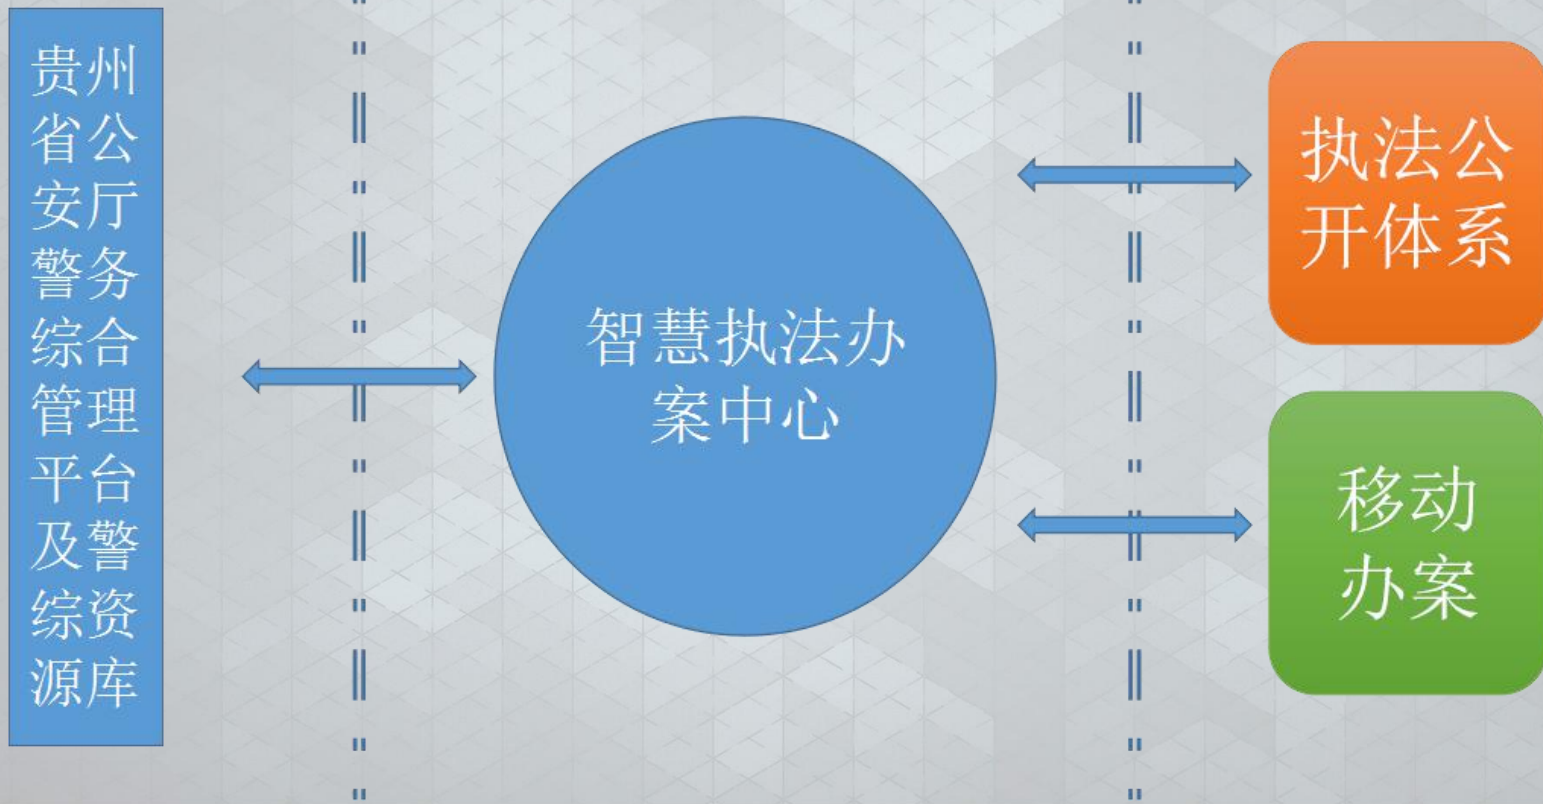 贵州
省公
安厅
警务
综合
管理
平台
及警
综资
源库
智慧执法办
案中心
执法公
开体系
移动
办案